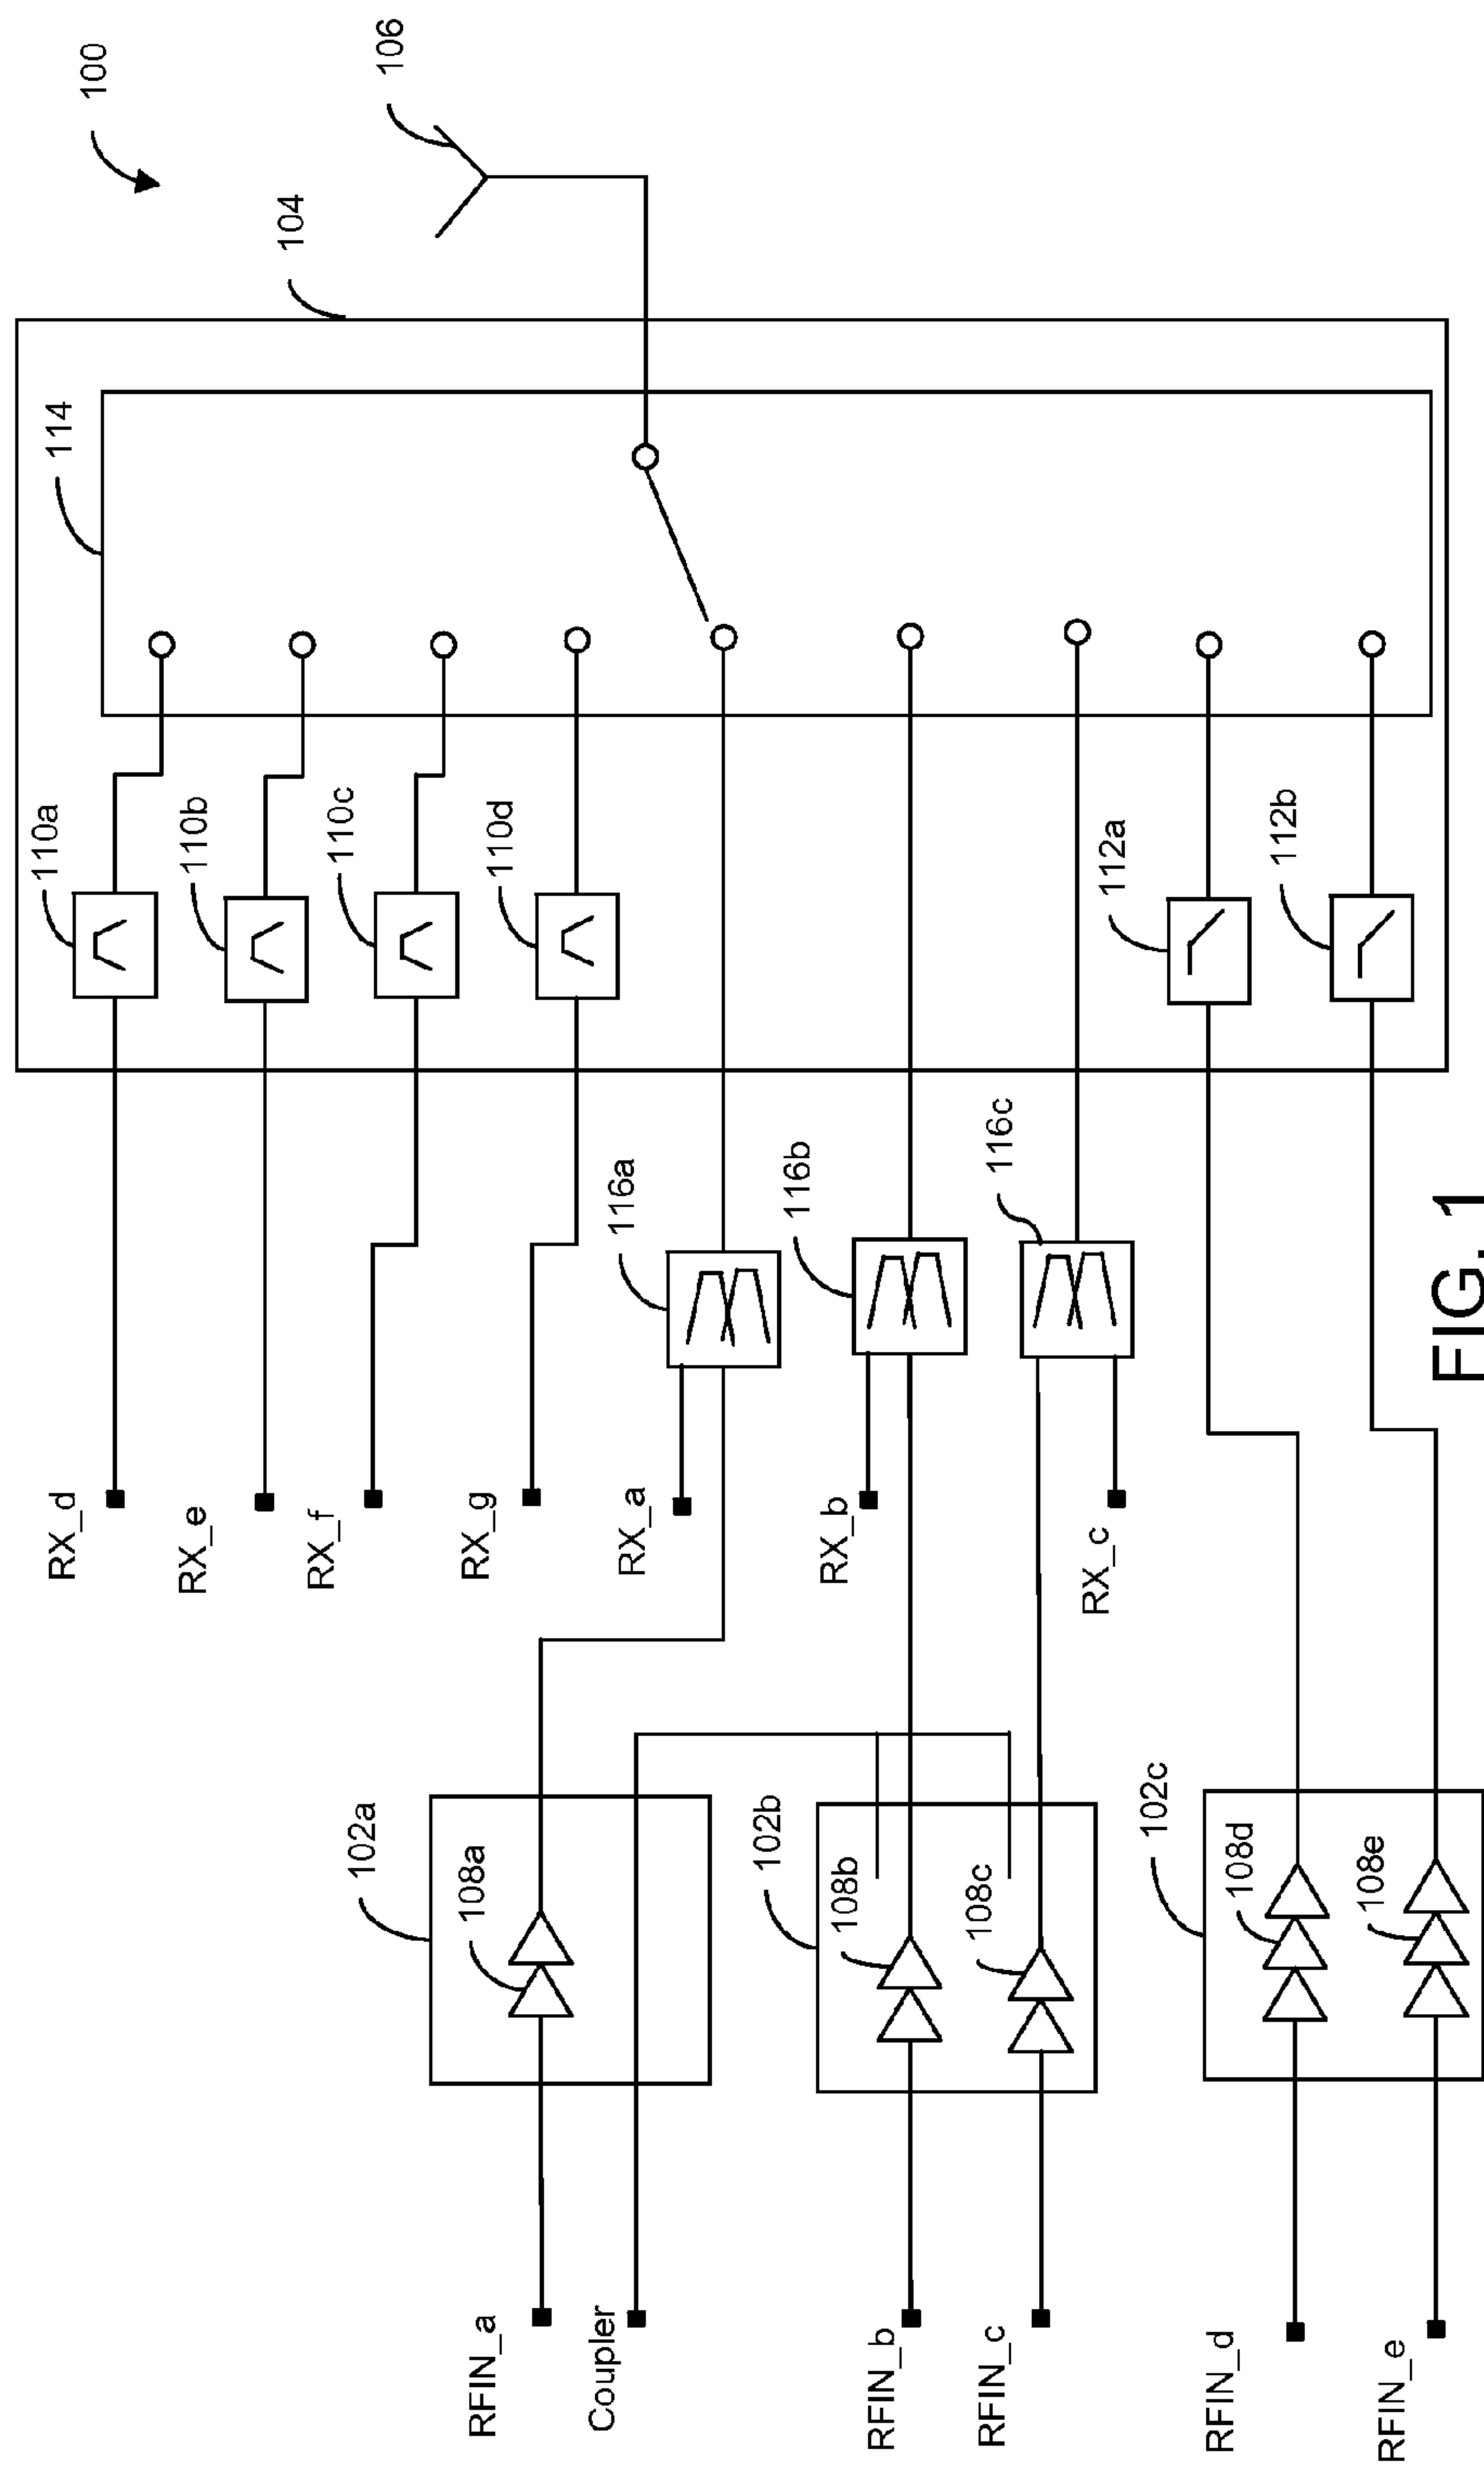 100
106
104
114
110a
110b
110c
110d
112a
112b
116a
116b
116c
RX_d
RX_e
RX_f
RX_g
RX_a
RX_b
RX_c
102a
108a
102b
108b
108c
102c
108d
108e
RFIN_a
Coupler
RFIN_b
RFIN_c
RFIN_d
RFIN_e
FIG. 1